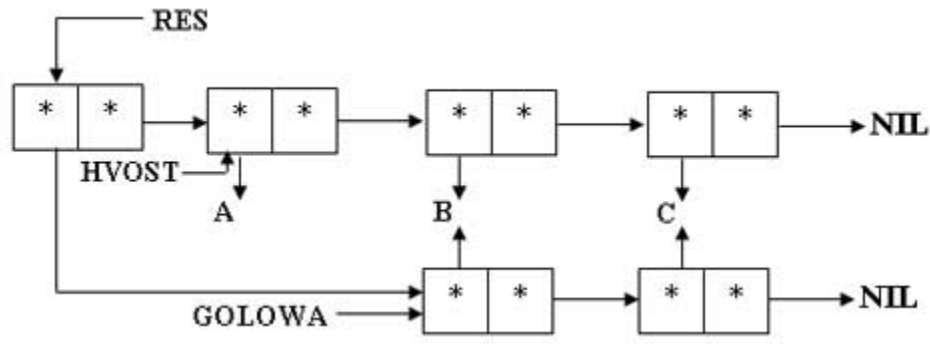 RES
* * * * * * * * NIL
HVOST
A B C
* * * * NIL
GOLOWA